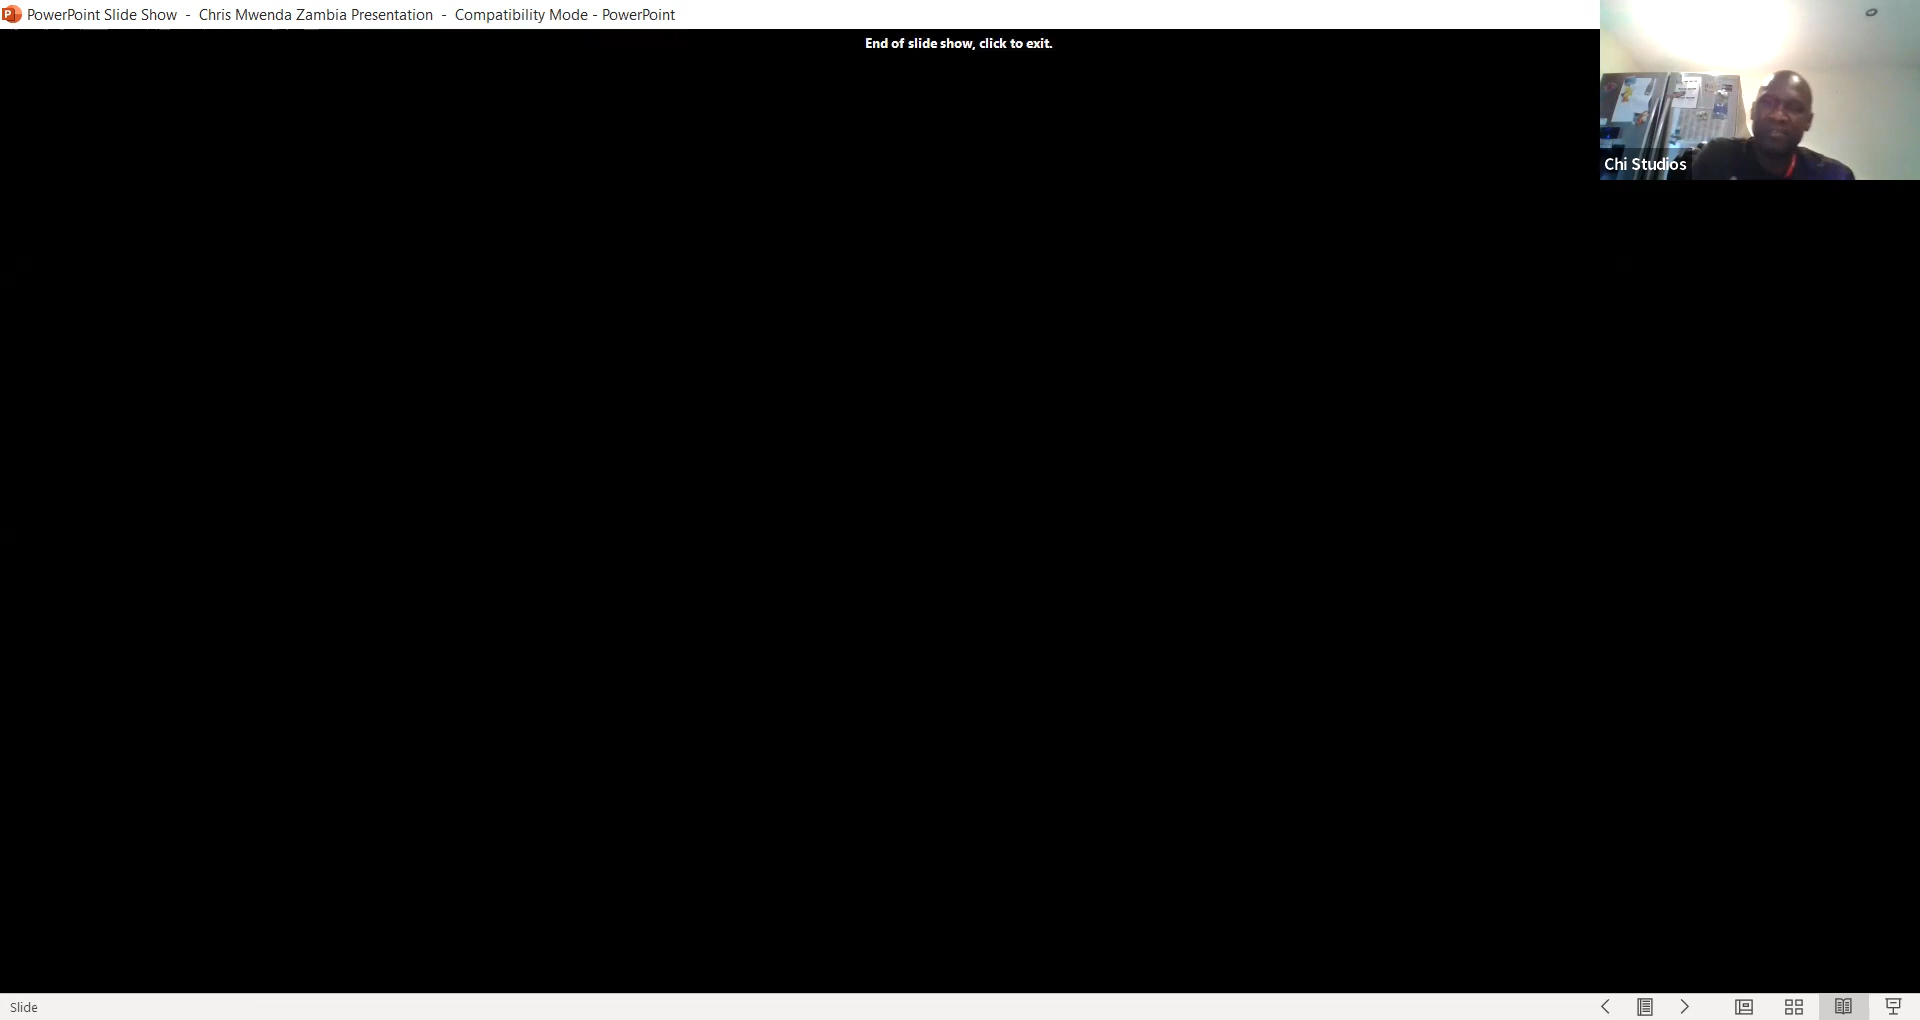 PowerPoint Slide Show - Chris Mwenda Zambia Presentation - Compatibility Mode - PowerPoint
End of slide show, click to exit.
Chi Studios
Slide